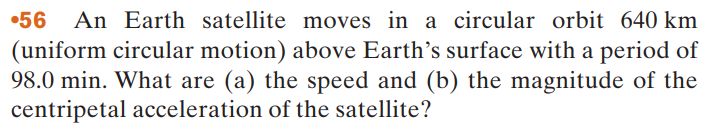 •56 An Earth satellite moves in a circular orbit 640 km
(uniform circular motion) above Earth's surface with a period of
98.0 min. What are (a) the speed and (b) the magnitude of the
centripetal acceleration of the satellite?